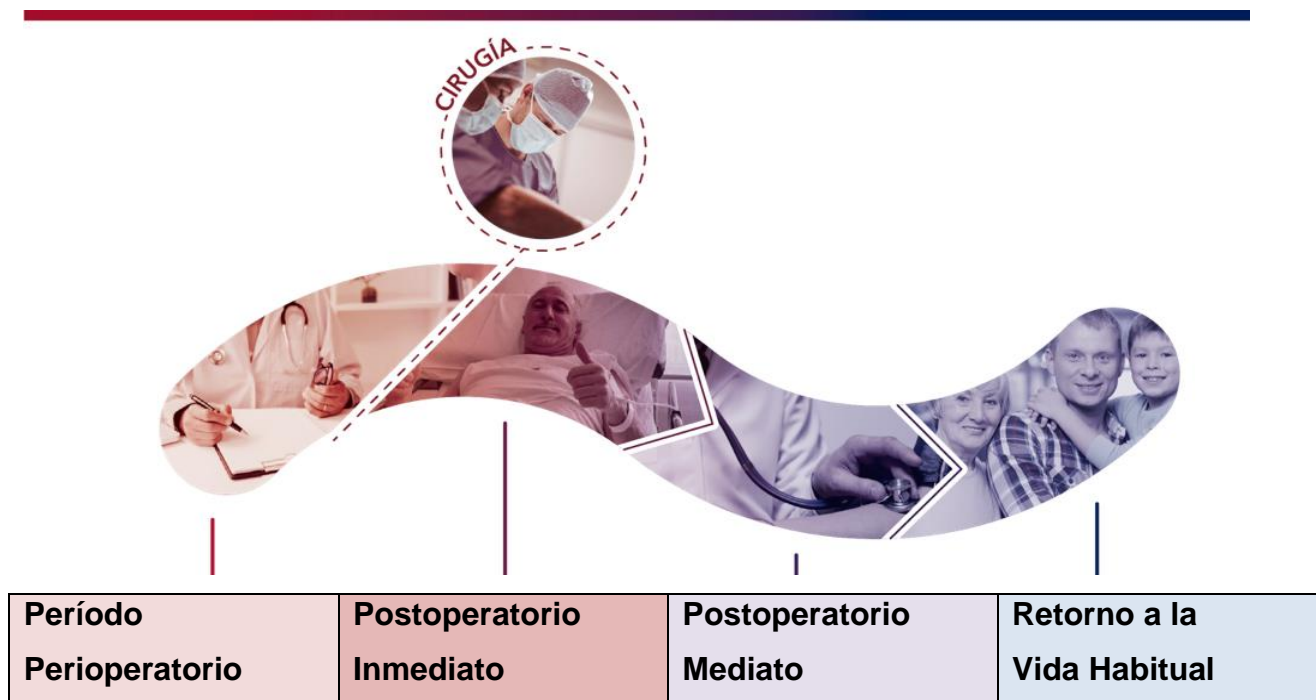 CIRUGÍA
Período
Perioperatorio
Postoperatorio
Inmediato
Postoperatorio
Mediato
Retorno a la
Vida Habitual